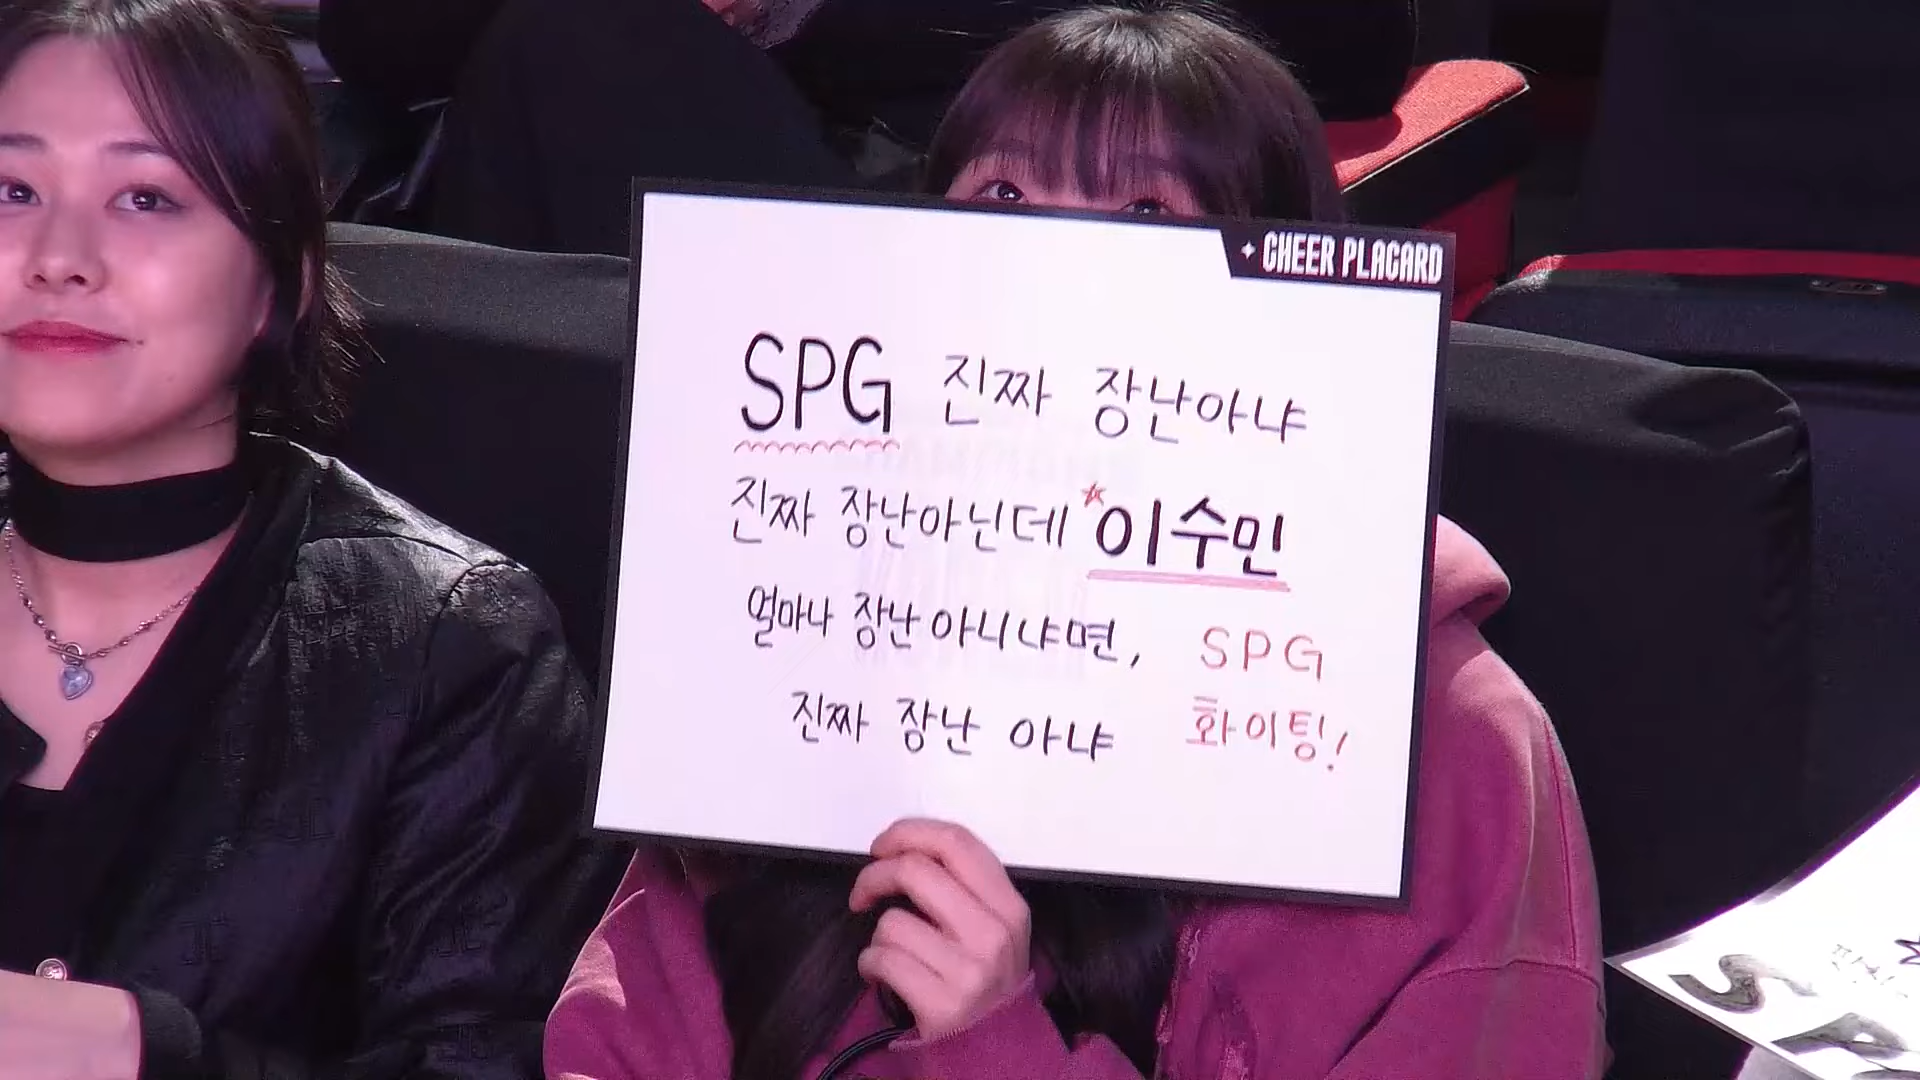 CHEER PLACARD
SPG 진짜 장난아냐
진짜 장난아닌데 이수민
얼마나 장난아니냐면, SPG
진짜 장난 아냐 화이팅!
SP